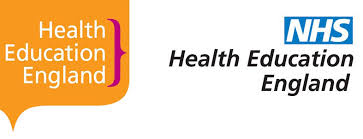 Health
Education
England
NHS
Health Education
England